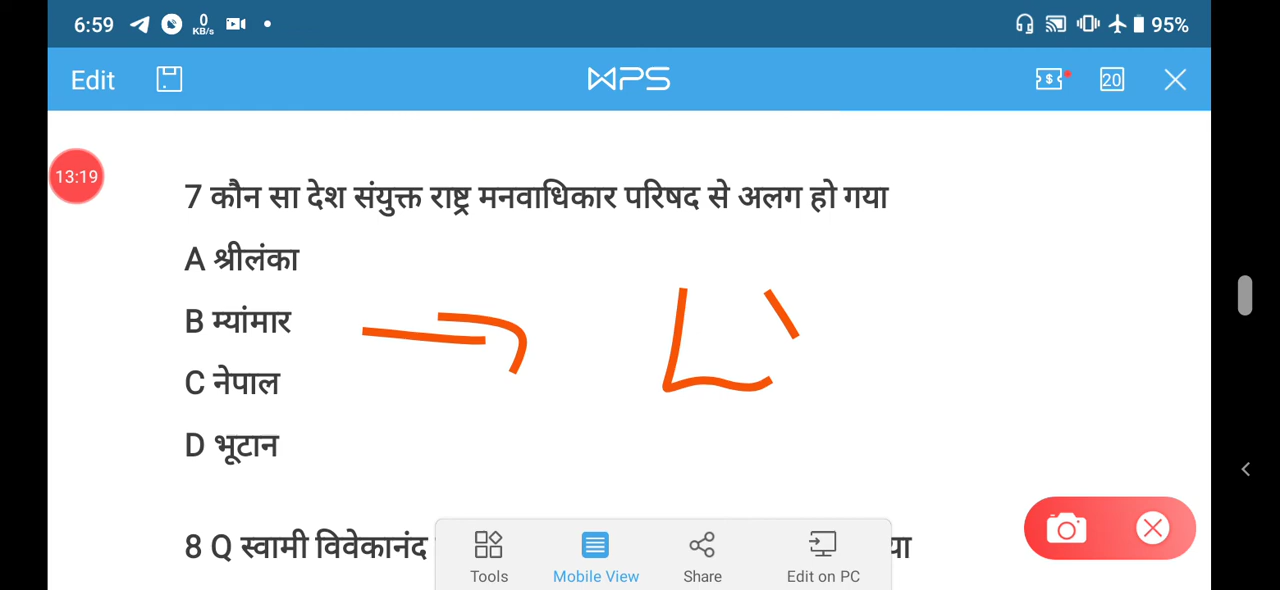 6:59 0 KB/s 95%
Edit WPS $ 20
13:19
7 कौन सा देश संयुक्त राष्ट्र मनवाधिकार परिषद से अलग हो गया
A श्रीलंका
B म्यांमार
C नेपाल
D भूटान
8 Q स्वामी विवेकानंद या
Tools Mobile View Share Edit on PC